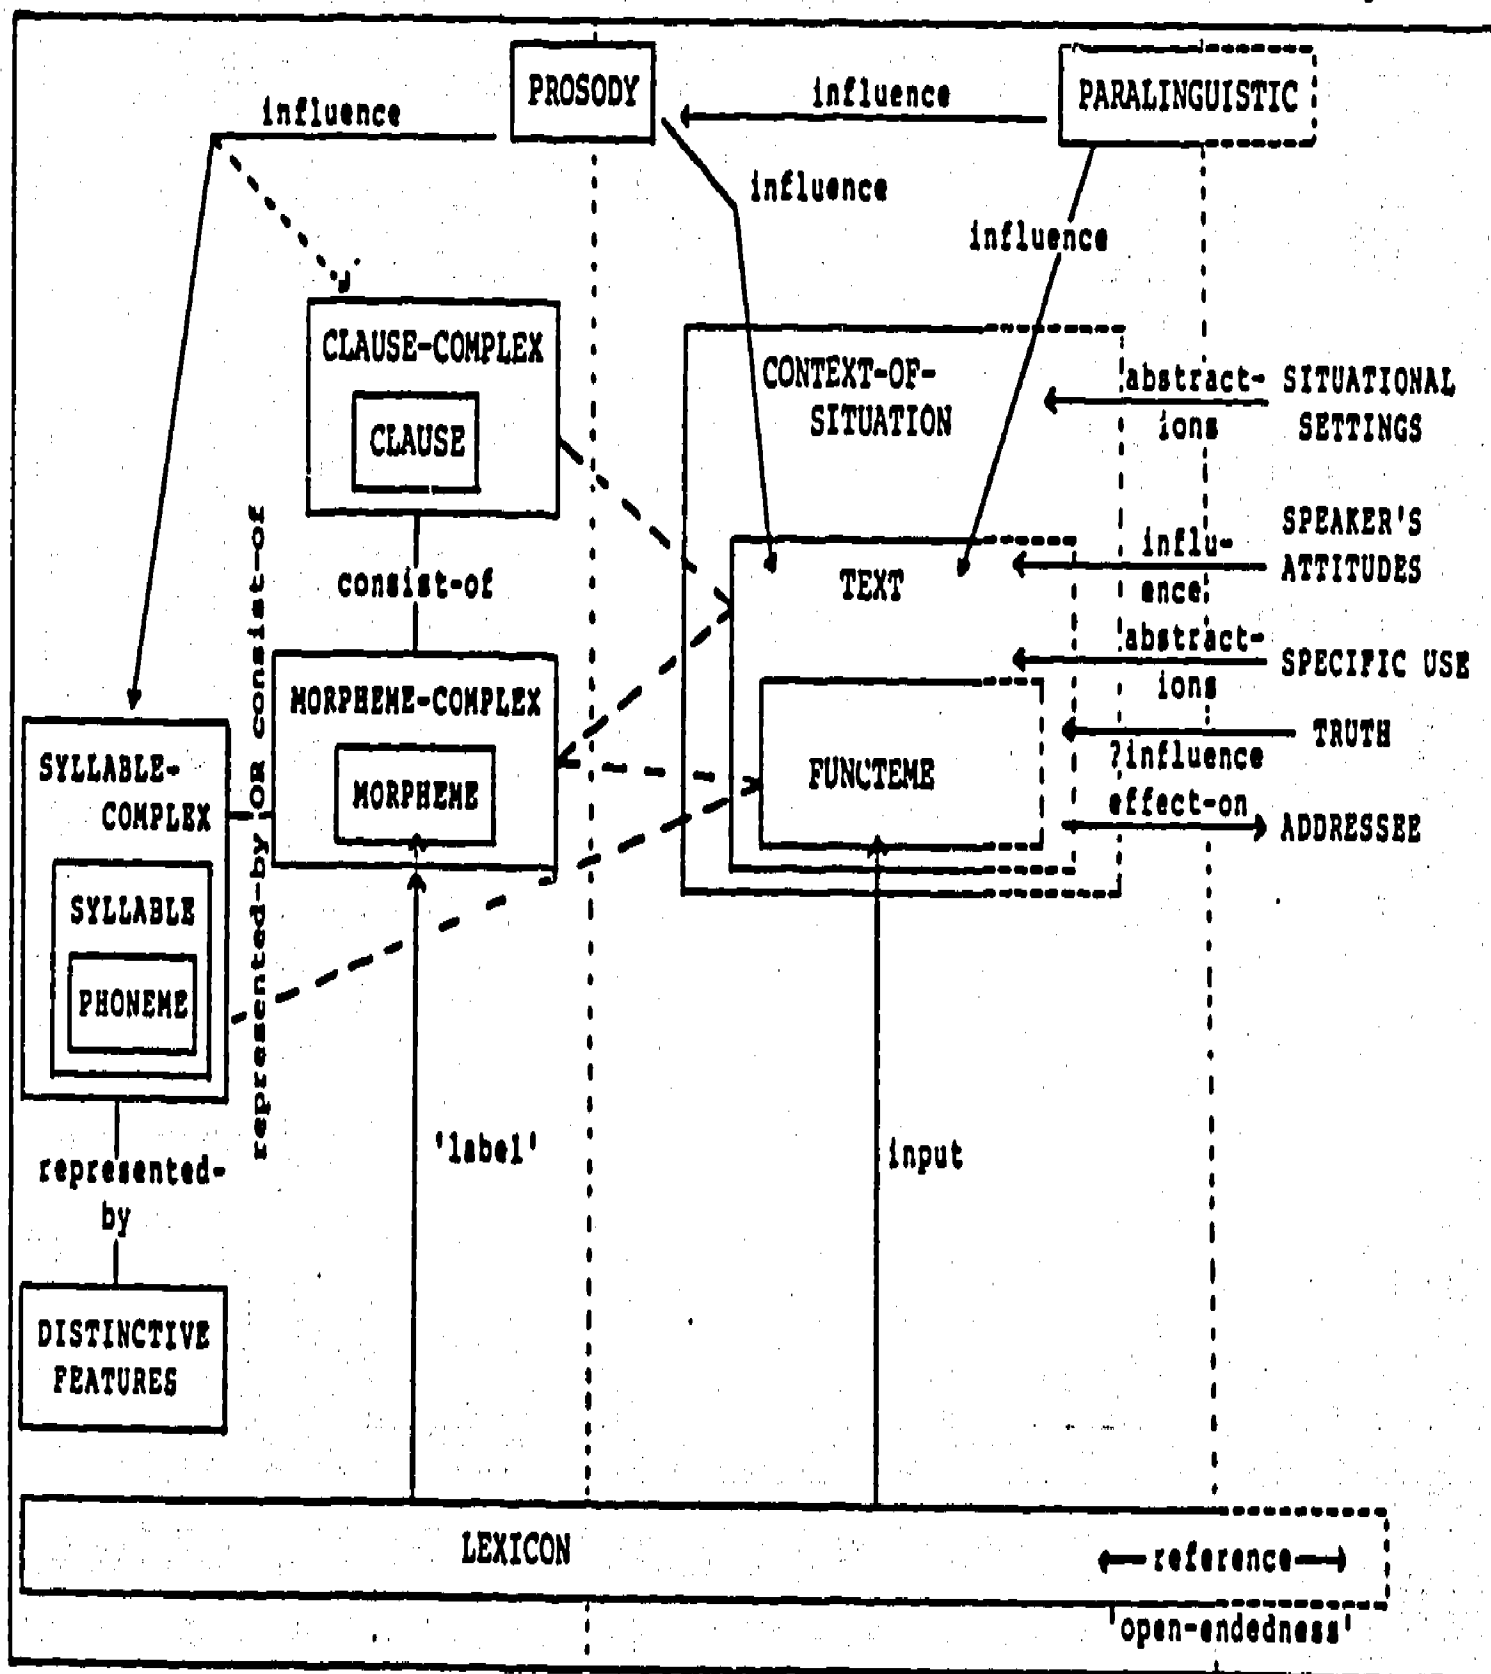 PROSODY
PARALINGUISTIC
influence
influence
influence
influence
CLAUSE-COMPLEX
CLAUSE
CONTEXT-OF-
SITUATION
abstract-
ions
SITUATIONAL
SETTINGS
consist-of
represented-by OR consist-of
TEXT
influ-
ence
SPEAKER'S
ATTITUDES
abstract-
ions
SPECIFIC USE
MORPHEME-COMPLEX
MORPHEME
FUNCTEME
?influence
TRUTH
effect-on
ADDRESSEE
SYLLABLE-
COMPLEX
SYLLABLE
PHONEME
represented-
by
'label'
input
DISTINCTIVE
FEATURES
LEXICON
reference
'open-endedness'